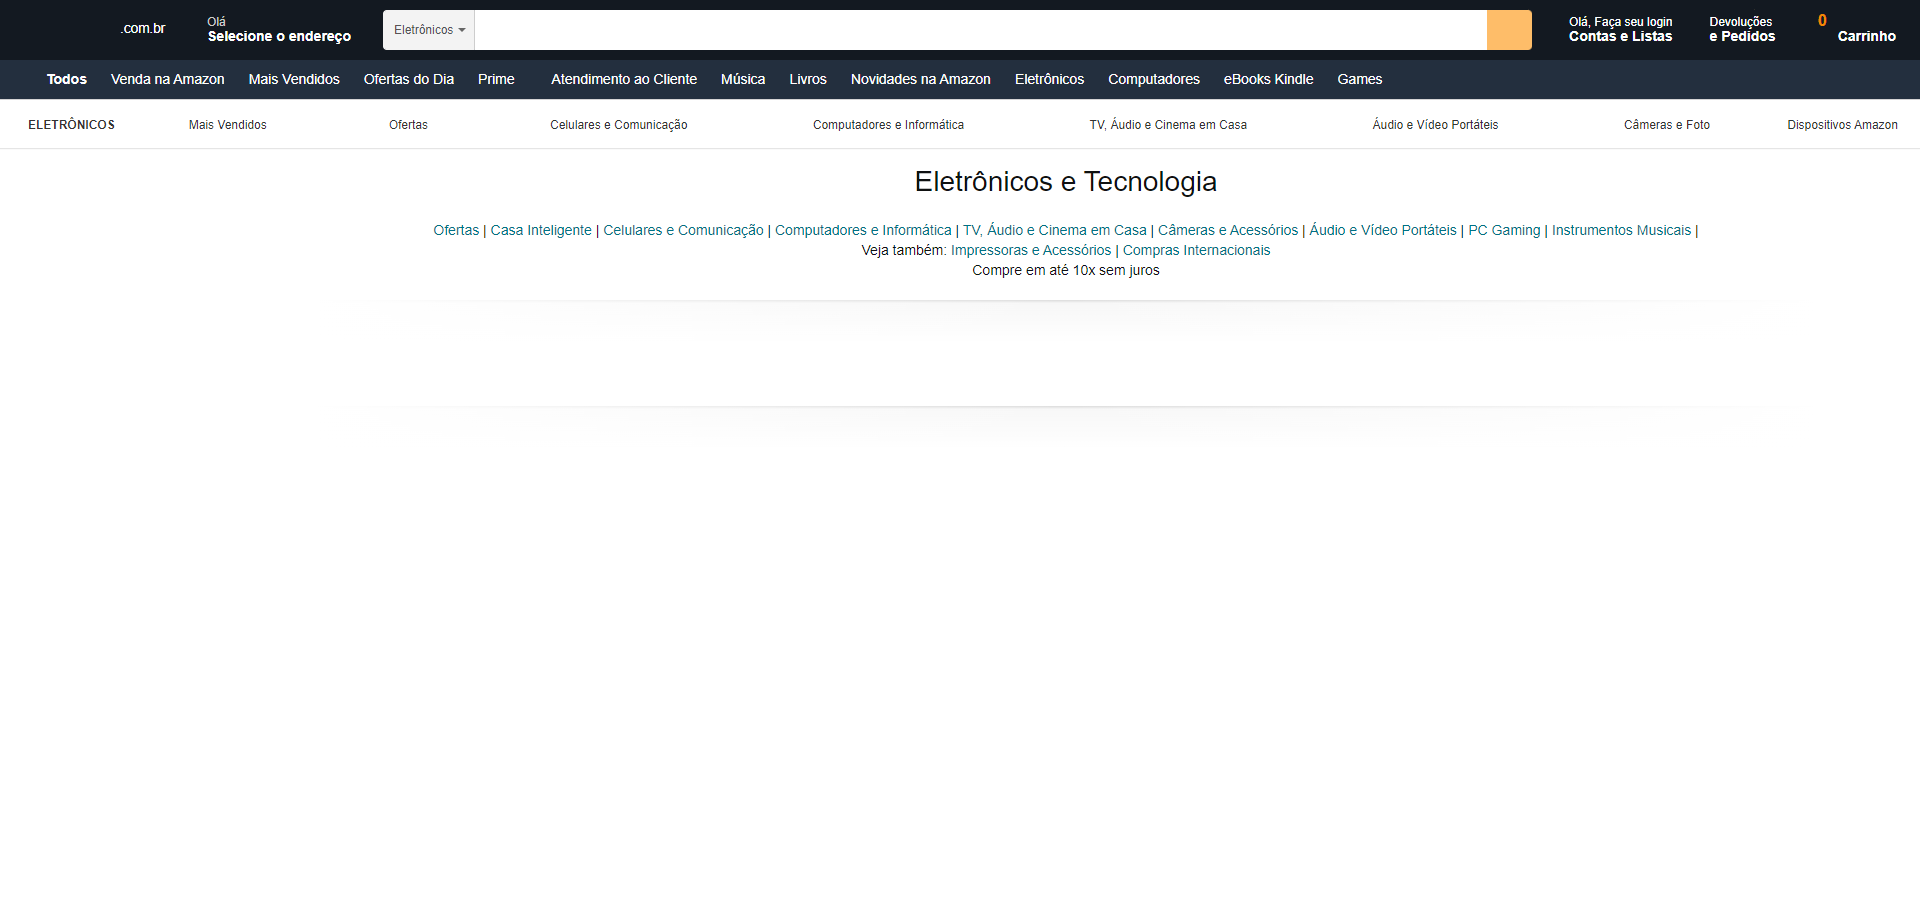 .com.br
Olá
Selecione o endereço
Eletrônicos
Olá, Faça seu login
Contas e Listas
Devoluções
e Pedidos
0
Carrinho
Todos Venda na Amazon Mais Vendidos Ofertas do Dia Prime Atendimento ao Cliente Música Livros Novidades na Amazon Eletrônicos Computadores eBooks Kindle Games
ELETRÔNICOS Mais Vendidos Ofertas Celulares e Comunicação Computadores e Informática TV, Áudio e Cinema em Casa Áudio e Vídeo Portáteis Câmeras e Foto Dispositivos Amazon
Eletrônicos e Tecnologia
Ofertas | Casa Inteligente | Celulares e Comunicação | Computadores e Informática | TV, Áudio e Cinema em Casa | Câmeras e Acessórios | Áudio e Vídeo Portáteis | PC Gaming | Instrumentos Musicais |
Veja também: Impressoras e Acessórios | Compras Internacionais
Compre em até 10x sem juros